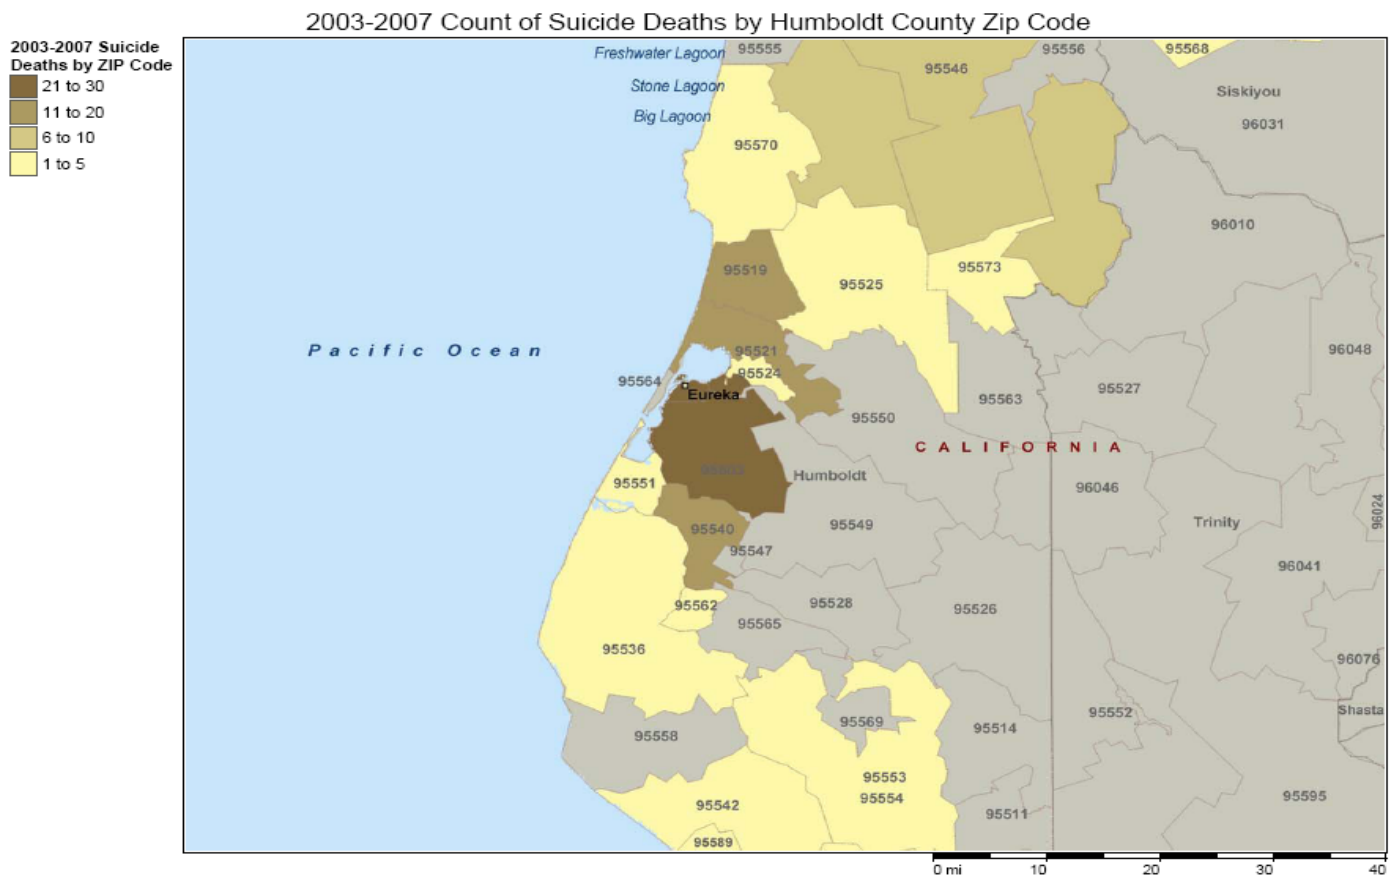 2003-2007 Count of Suicide Deaths by Humboldt County Zip Code
2003-2007 Suicide
Deaths by ZIP Code
21 to 30
11 to 20
6 to 10
1 to 5
Freshwater Lagoon
95555
95556
95568
95546
Stone Lagoon
Siskiyou
Big Lagoon
96031
95570
96010
95519
95573
95525
Pacific Ocean
95521
96048
95524
95564
95527
Eureka
95563
95550
CALIFORNIA
Humboldt
95551
96046
96024
95549
Trinity
95540
95547
96041
95562
95528
95526
95565
95536
96076
Shasta
95552
95569
95514
95558
95553
95554
95595
95542
95511
95589
0 mi 10 20 30 40